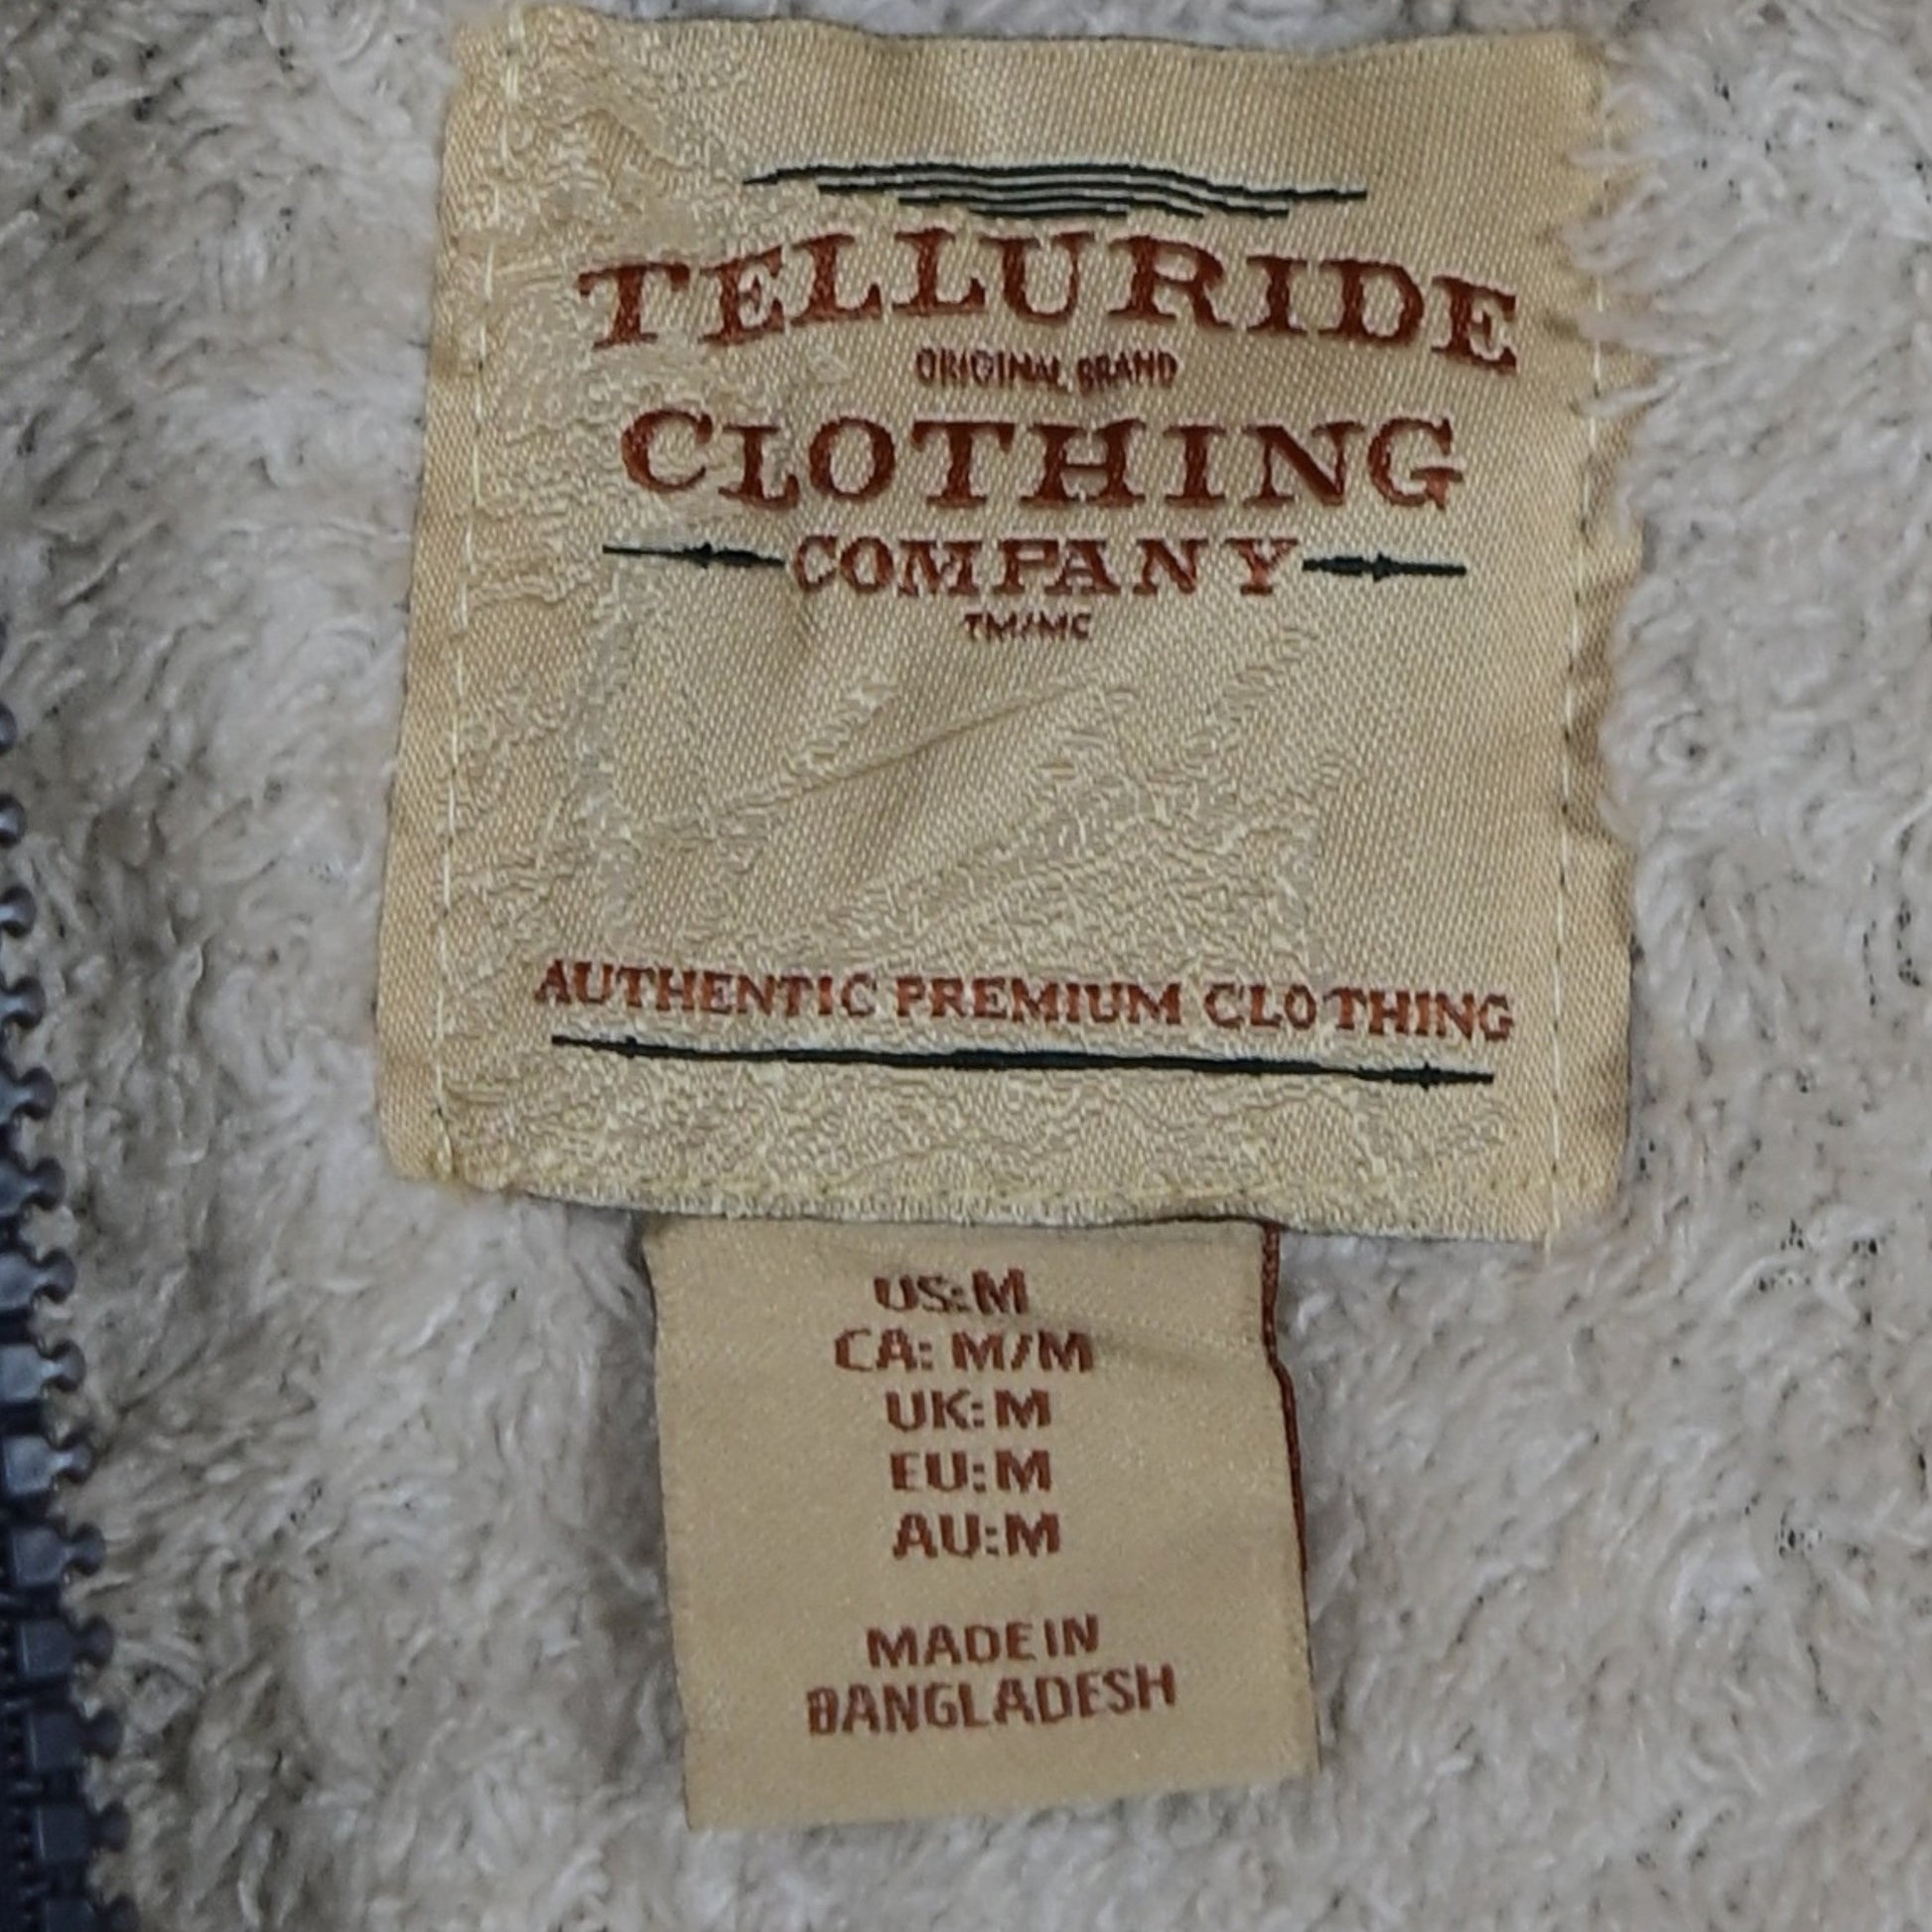 TELLURIDE
ORIGINAL BRAND
CLOTHING
COMPANY
TM/MC
AUTHENTIC PREMIUM CLOTHING
US:M
CA: M/M
UK:M
EU:M
AU:M
MADE IN
BANGLADESH